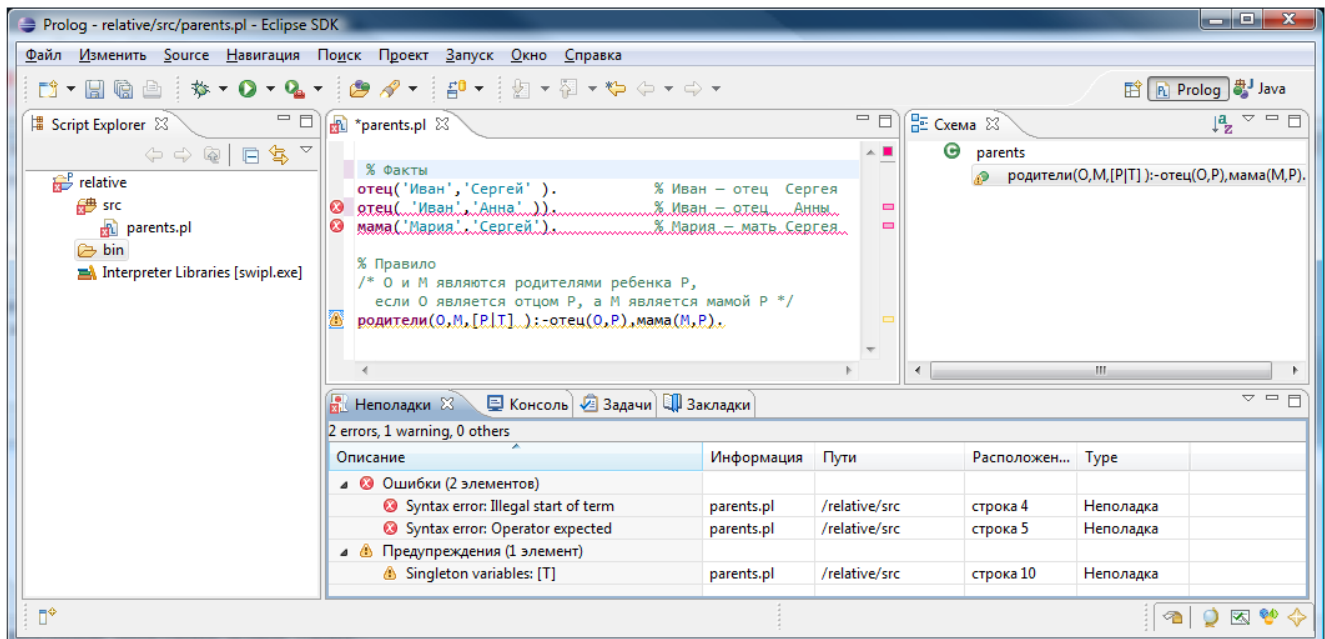 Prolog - relative/src/parents.pl - Eclipse SDK
Файл Изменить Source Навигация Поиск Проект Запуск Окно Справка
Prolog Java
Script Explorer
relative
src
parents.pl
bin
Interpreter Libraries [swipl.exe]
*parents.pl
% Факты
отец('Иван','Сергей' ). % Иван – отец Сергея
отец( 'Иван','Анна' )). % Иван – отец Анны
мама('Мария'.'Сергей'). % Мария – мать Сергея
% Правило
/* О и М являются родителями ребенка Р,
если О является отцом Р, а М является мамой Р */
родители(О,М,[Р|Т] ):-отец(О,Р),мама(М,Р).
Схема
parents
родители(О,М,[Р|Т] ):-отец(О,Р),мама(М,Р).
Неполадки Консоль Задачи Закладки
2 errors, 1 warning, 0 others
Описание Информация Пути Расположен... Type
Ошибки (2 элементов)
Syntax error: Illegal start of term parents.pl /relative/src строка 4 Неполадка
Syntax error: Operator expected parents.pl /relative/src строка 5 Неполадка
Предупреждения (1 элемент)
Singleton variables: [T] parents.pl /relative/src строка 10 Неполадка